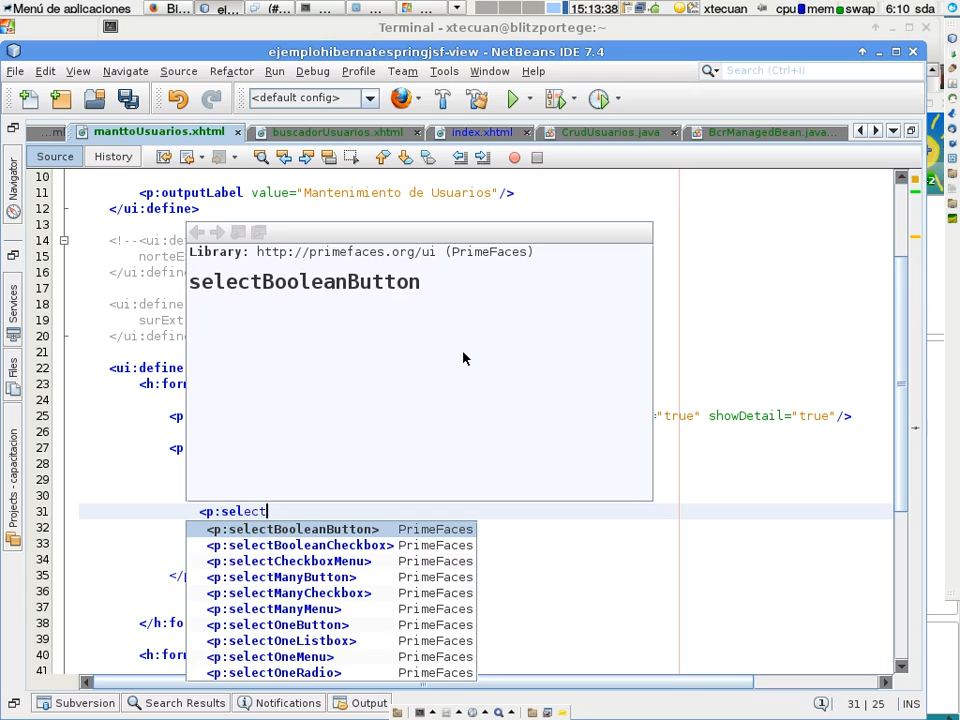 Menú de aplicaciones
Bl...
el...
(#...
15:13:38
xtecuan
cpu
mem
swap
6:10
sda
Terminal - xtecuan@blitzportege:~
ejemplohibernatespringjsf-view - NetBeans IDE 7.4
File Edit View Navigate Source Refactor Run Debug Profile Team Tools Window Help
Search (Ctrl+I)
<default config>
...mi
manttoUsuarios.xhtml
buscadorUsuarios.xhtml
index.xhtml
CrudUsuarios.java
BcrManagedBean.java...
Source History
Navigator
Services
Files
Projects - capacitacion
10
11 <p:outputLabel value="Mantenimiento de Usuarios"/>
12 </ui:define>
13
14 <!--<ui:de
15 norteE
16 </ui:define
17
18 <ui:define
19 surExt
20 </ui:define
21
22 <ui:define
23 <h:for
24
25 <p "true" showDetail="true"/>
26
27 <p
28
29
30
31 <p:select
32
33
34
35 </p
36
37
38 </h:fo
39
40 <h:for
41
Library: http://primefaces.org/ui (PrimeFaces)
selectBooleanButton
<p:selectBooleanButton> PrimeFaces
<p:selectBooleanCheckbox> PrimeFaces
<p:selectCheckboxMenu> PrimeFaces
<p:selectManyButton> PrimeFaces
<p:selectManyCheckbox> PrimeFaces
<p:selectManyMenu> PrimeFaces
<p:selectOneButton> PrimeFaces
<p:selectOneListbox> PrimeFaces
<p:selectOneMenu> PrimeFaces
<p:selectOneRadio> PrimeFaces
Subversion
Search Results
Notifications
Output
31 | 25 INS